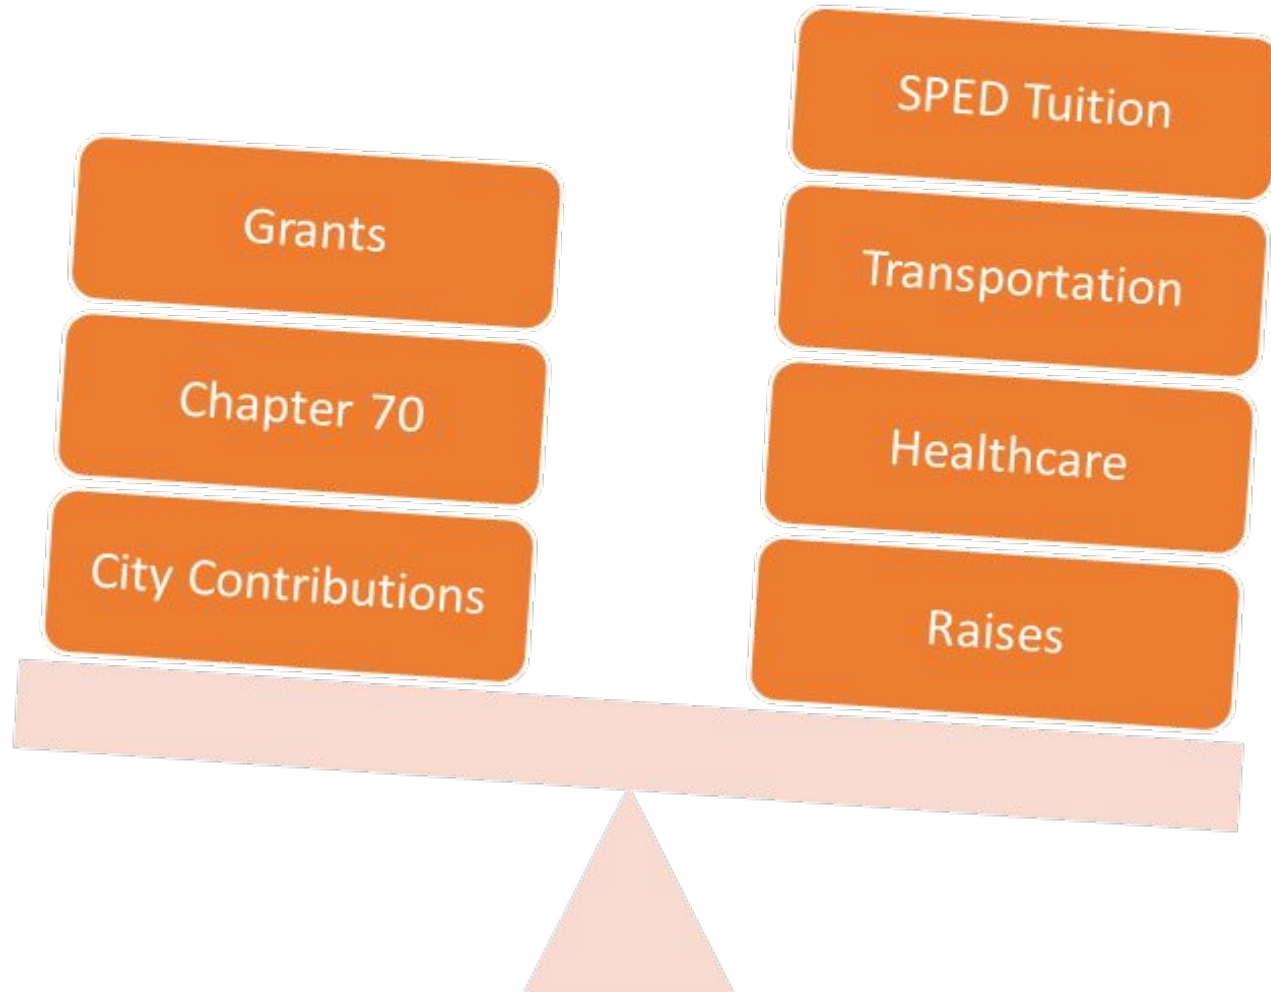 Grants
Chapter 70
City Contributions
SPED Tuition
Transportation
Healthcare
Raises